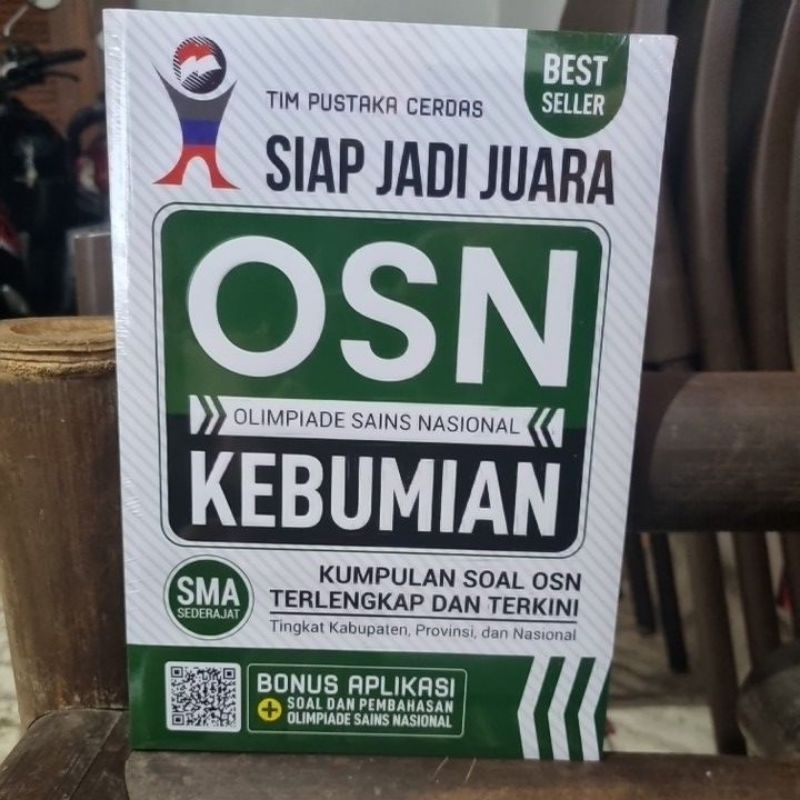 BEST
SELLER
TIM PUSTAKA CERDAS
SIAP JADI JUARA
OSN
OLIMPIADE SAINS NASIONAL
KEBUMIAN
SMA
SEDERAJAT
KUMPULAN SOAL OSN
TERLENGKAP DAN TERKINI
Tingkat Kabupaten, Provinsi, dan Nasional
BONUS APLIKASI
+ SOAL DAN PEMBAHASAN
OLIMPIADE SAINS NASIONAL